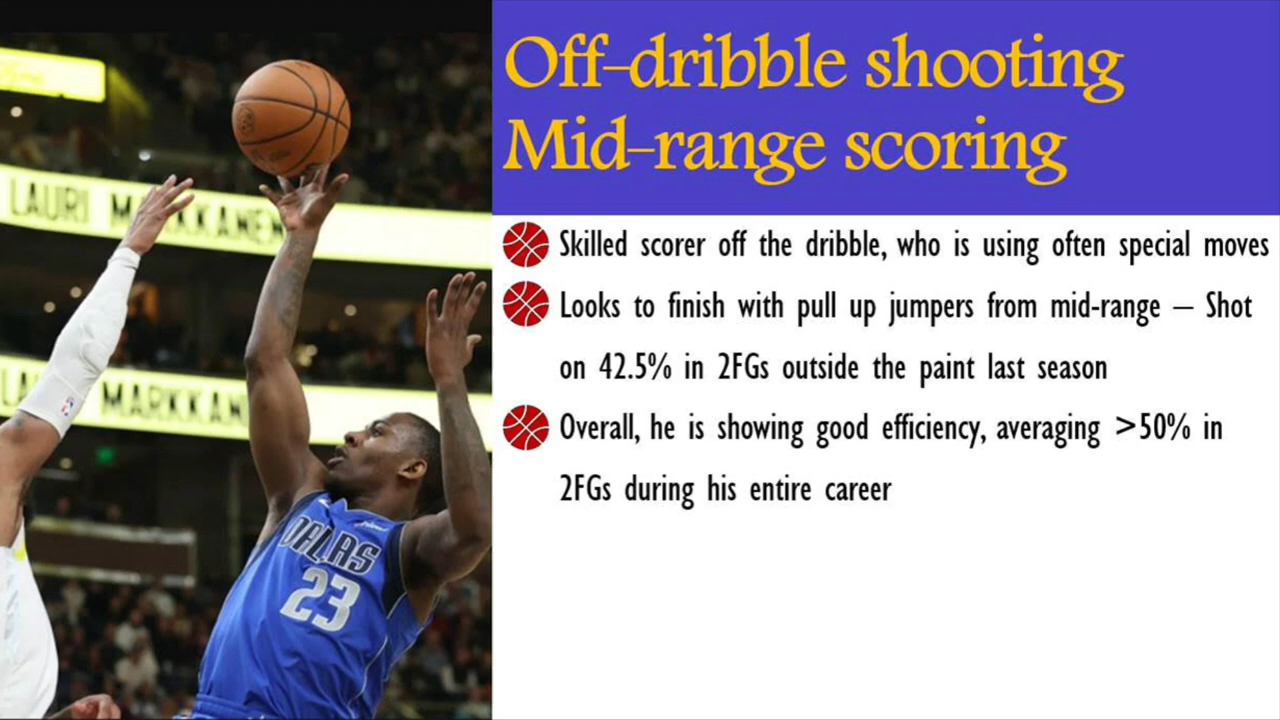 Off-dribble shooting
Mid-range scoring
Skilled scorer off the dribble, who is using often special moves
Looks to finish with pull up jumpers from mid-range – Shot
on 42.5% in 2FGs outside the paint last season
Overall, he is showing good efficiency, averaging >50% in
2FGs during his entire career
LAURI MARKKANEN
MARKKAN
DALLAS
23